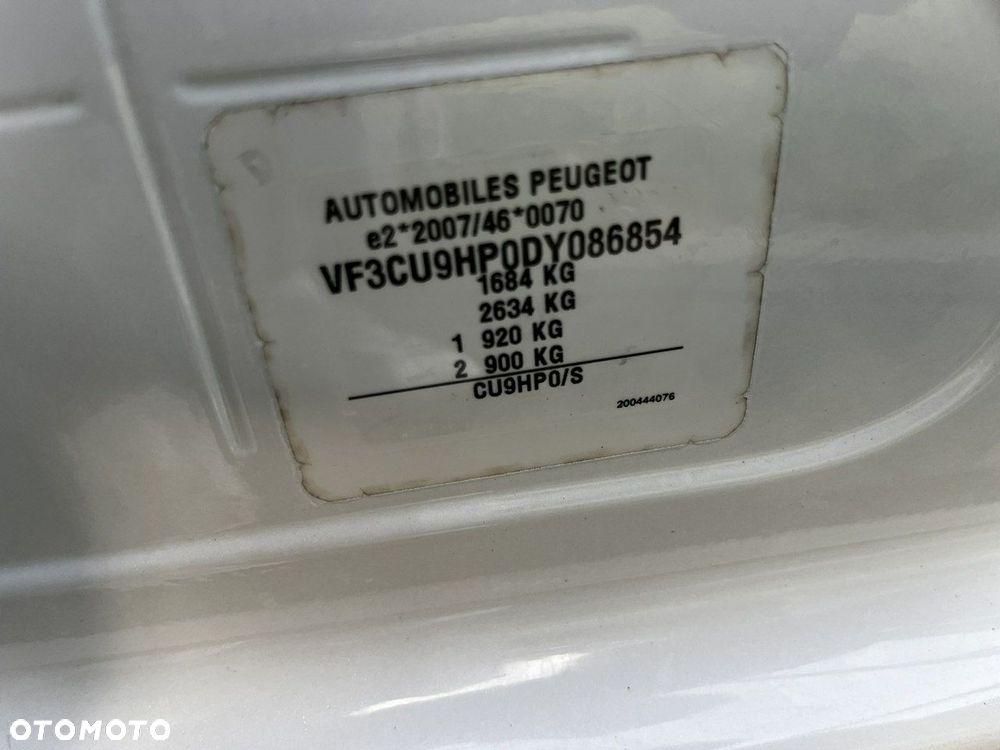 AUTOMOBILES PEUGEOT
e2*2007/46*0070
VF3CU9HP0DY086854
1684 KG
2634 KG
1 920 KG
2 900 KG
CU9HP0/S
200444076
OTOMOTO